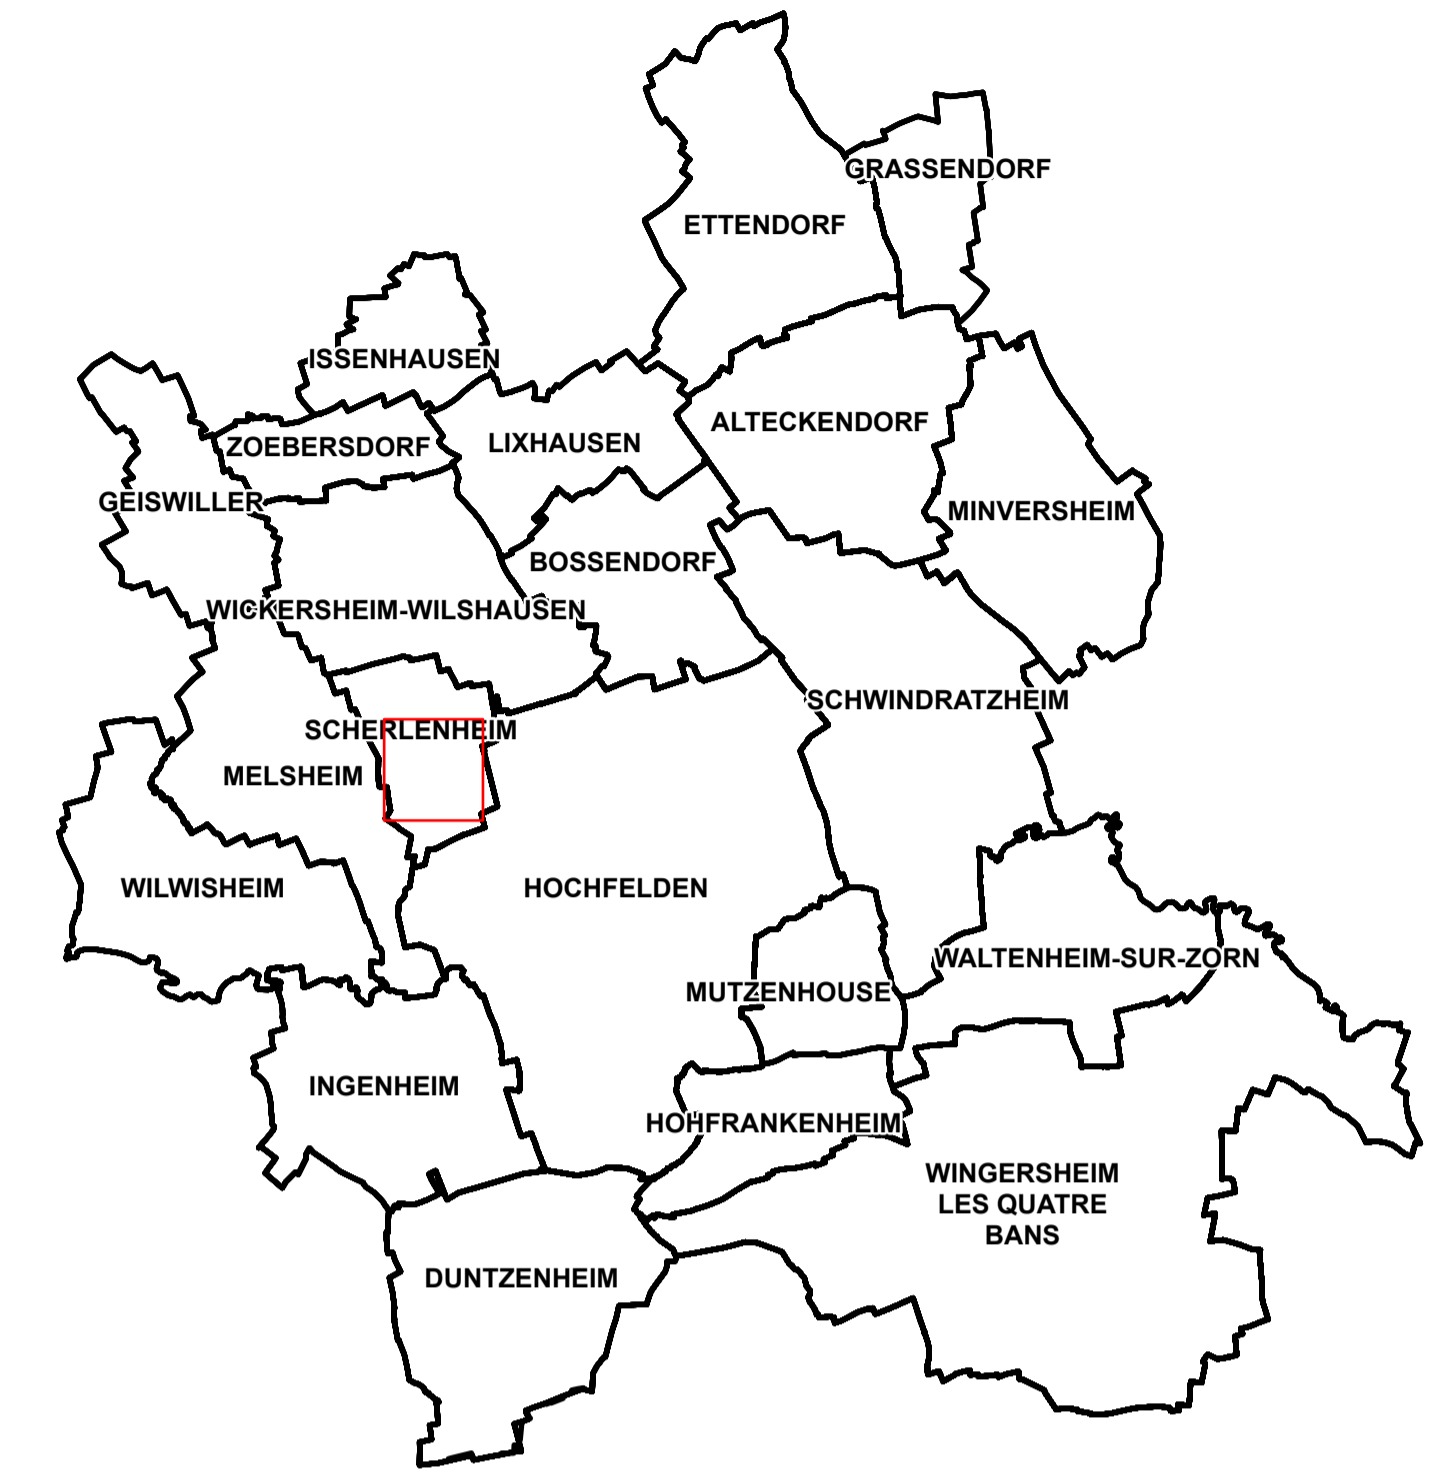 GRASSENDORF
ETTENDORF
ISSENHAUSEN
ALTECKENDORF
LIXHAUSEN
ZOEBERSDORF
GEISWILLER
MINVERSHEIM
BOSSENDORF
WICKERSHEIM-WILSHAUSEN
SCHWINDRATZHEIM
SCHERLENHEIM
MELSHEIM
WILWISHEIM
HOCHFELDEN
WALTENHEIM-SUR-ZORN
MUTZENHOUSE
INGENHEIM
HOHFRANKENHEIM
WINGERSHEIM
LES QUATRE
BANS
DUNTZENHEIM